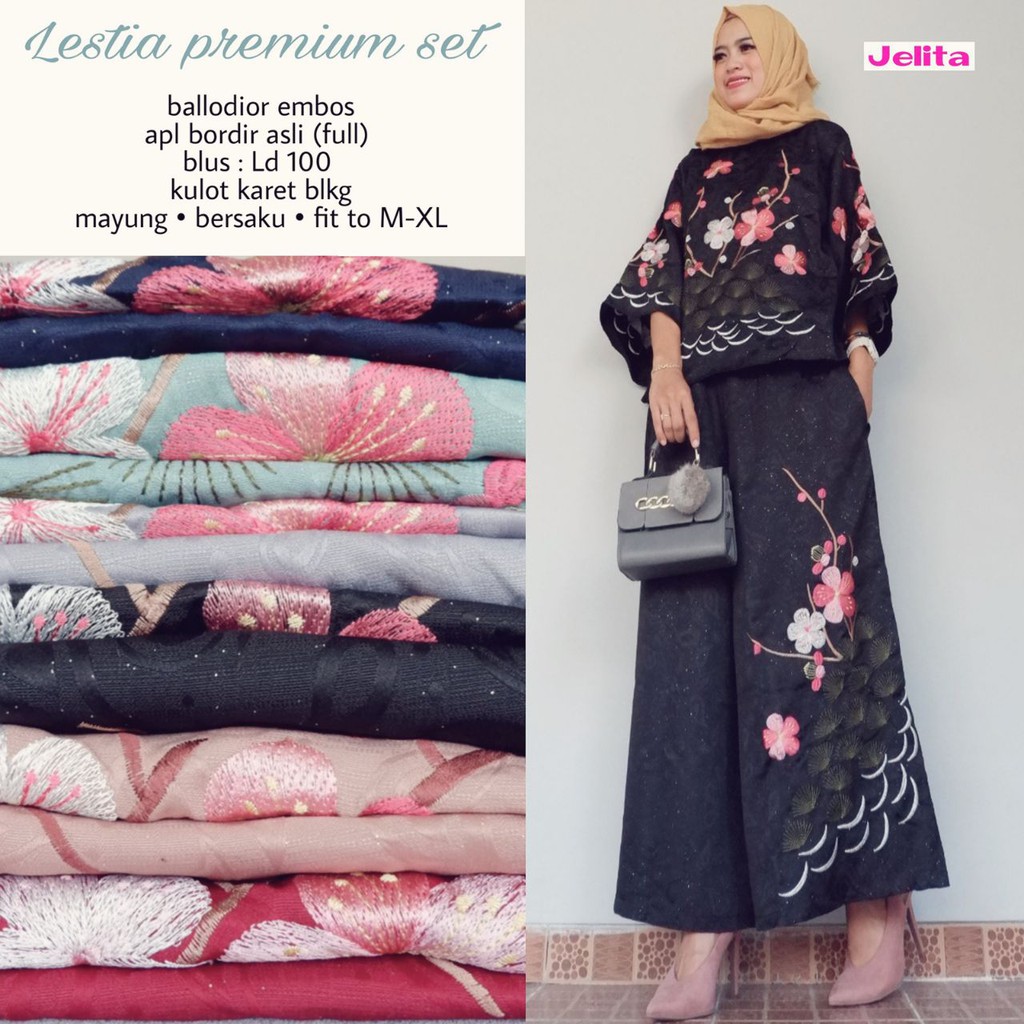 Lestia premium set
ballodior embos
apl bordir asli (full)
blus : Ld 100
kulot karet blkg
mayung • bersaku • fit to M-XL
Jelita